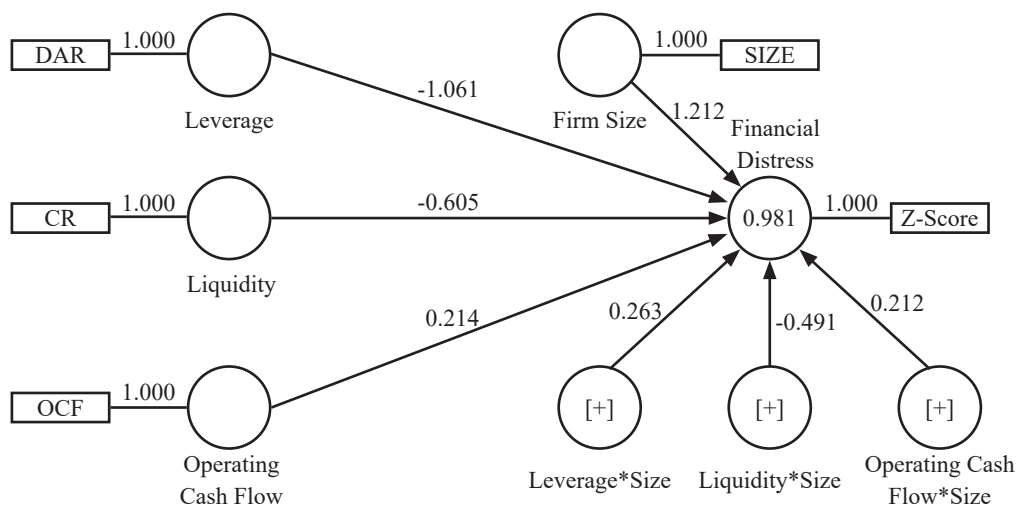 DAR
1.000
Leverage
-1.061
1.000
SIZE
Firm Size
1.212
Financial
Distress
CR
1.000
Liquidity
-0.605
0.981
1.000
Z-Score
OCF
1.000
Operating
Cash Flow
0.214
0.263
-0.491
0.212
[+]
[+]
[+]
Leverage*Size
Liquidity*Size
Operating Cash
Flow*Size